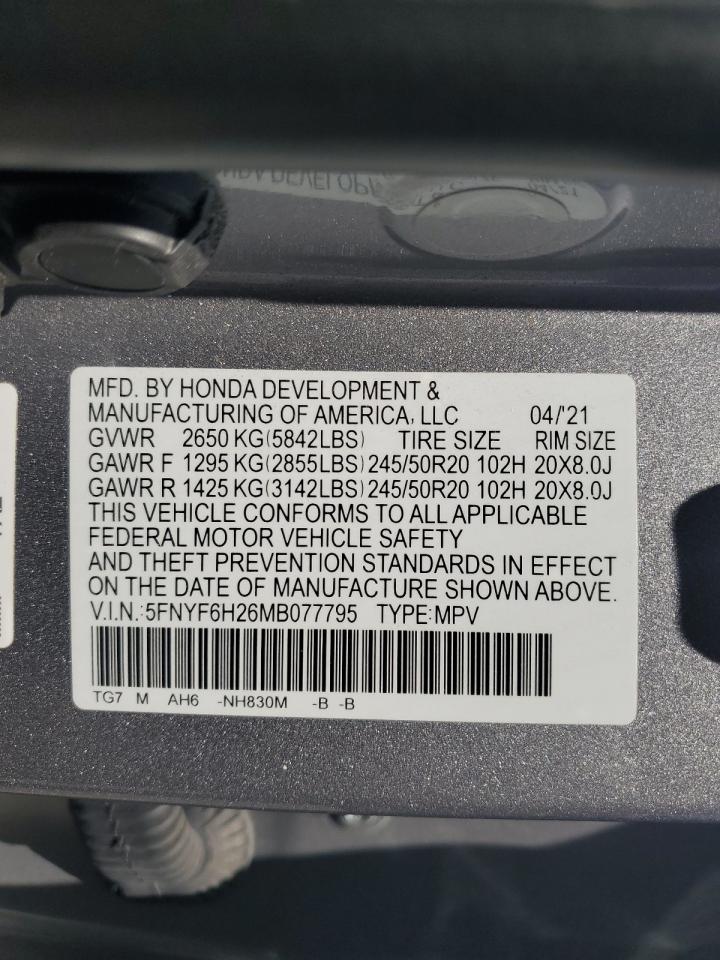 MFD. BY HONDA DEVELOPMENT &
MANUFACTURING OF AMERICA, LLC 04/'21
GVWR 2650 KG(5842LBS) TIRE SIZE RIM SIZE
GAWR F 1295 KG(2855LBS) 245/50R20 102H 20X8.0J
GAWR R 1425 KG(3142LBS) 245/50R20 102H 20X8.0J
THIS VEHICLE CONFORMS TO ALL APPLICABLE
FEDERAL MOTOR VEHICLE SAFETY
AND THEFT PREVENTION STANDARDS IN EFFECT
ON THE DATE OF MANUFACTURE SHOWN ABOVE.
V.I.N.:5FNYF6H26MB077795 TYPE:MPV
TG7 M AH6 -NH830M -B -B